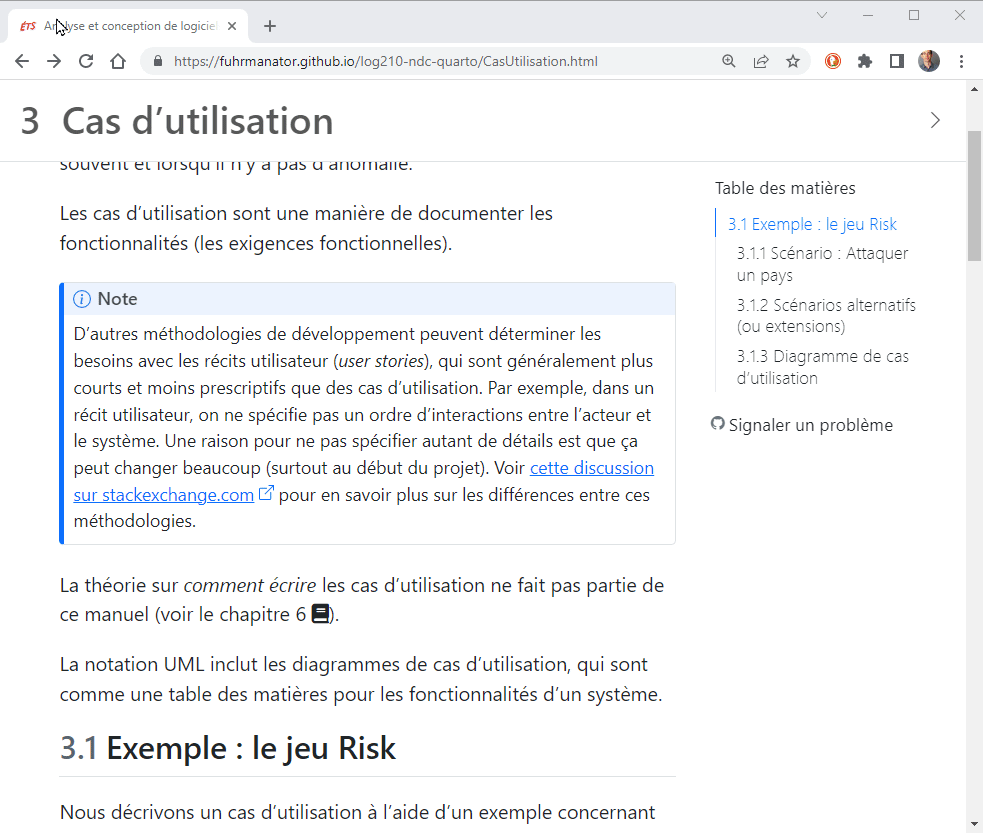 ÉTS Analyse et conception de logiciel
https://fuhrmanator.github.io/log210-ndc-quarto/CasUtilisation.html
3 Cas d’utilisation
souvent et lorsqu’il n’y a pas d’anomalie.
Les cas d’utilisation sont une manière de documenter les
fonctionnalités (les exigences fonctionnelles).
Note
D’autres méthodologies de développement peuvent déterminer les
besoins avec les récits utilisateur (user stories), qui sont généralement plus
courts et moins prescriptifs que des cas d’utilisation. Par exemple, dans un
récit utilisateur, on ne spécifie pas un ordre d’interactions entre l’acteur et
le système. Une raison pour ne pas spécifier autant de détails est que ça
peut changer beaucoup (surtout au début du projet). Voir cette discussion
sur stackexchange.com pour en savoir plus sur les différences entre ces
méthodologies.
La théorie sur comment écrire les cas d’utilisation ne fait pas partie de
ce manuel (voir le chapitre 6 ).
La notation UML inclut les diagrammes de cas d’utilisation, qui sont
comme une table des matières pour les fonctionnalités d’un système.
3.1 Exemple : le jeu Risk
Nous décrivons un cas d’utilisation à l’aide d’un exemple concernant
Table des matières
3.1 Exemple : le jeu Risk
3.1.1 Scénario : Attaquer
un pays
3.1.2 Scénarios alternatifs
(ou extensions)
3.1.3 Diagramme de cas
d’utilisation
Signaler un problème